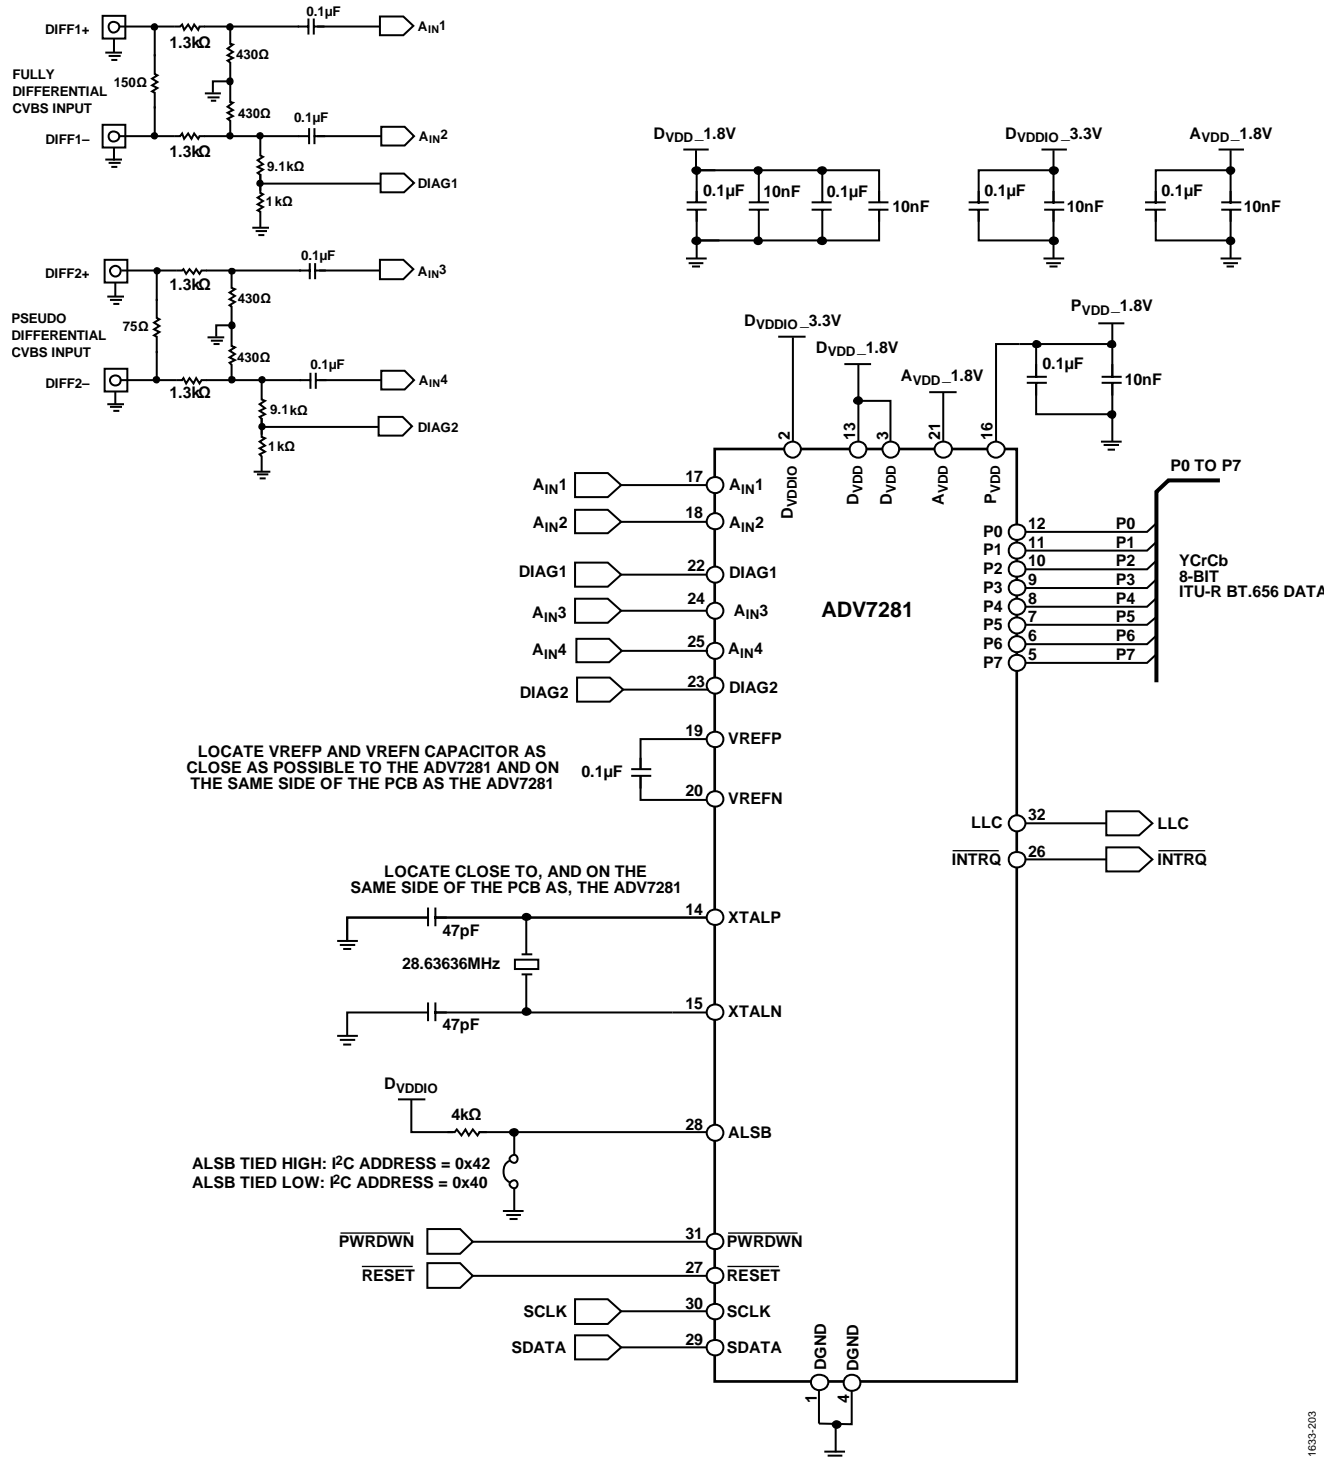 DIFF1+
1.3kΩ
0.1µF
AIN1
430Ω
FULLY
DIFFERENTIAL
CVBS INPUT
150Ω
430Ω
0.1µF
DIFF1–
1.3kΩ
AIN2
9.1kΩ
DIAG1
1kΩ
DIFF2+
1.3kΩ
0.1µF
AIN3
430Ω
PSEUDO
DIFFERENTIAL
CVBS INPUT
75Ω
430Ω
0.1µF
DIFF2–
1.3kΩ
AIN4
9.1kΩ
DIAG2
1kΩ
DVDD_1.8V
0.1µF
10nF
0.1µF
10nF
DVDDIO_3.3V
0.1µF
10nF
AVDD_1.8V
0.1µF
10nF
PVDD_1.8V
0.1µF
10nF
DVDDIO_3.3V
DVDD_1.8V
AVDD_1.8V
2
13
3
21
16
DVDDIO
DVDD
DVDD
AVDD
PVDD
AIN1 17 AIN1
AIN2 18 AIN2
DIAG1 22 DIAG1
AIN3 24 AIN3
AIN4 25 AIN4
DIAG2 23 DIAG2
ADV7281
P0 TO P7
P0 12 P0
P1 11 P1
P2 10 P2
P3 9 P3
P4 8 P4
P5 7 P5
P6 6 P6
P7 5 P7
YCrCb
8-BIT
ITU-R BT.656 DATA
19 VREFP
LOCATE VREFP AND VREFN CAPACITOR AS
CLOSE AS POSSIBLE TO THE ADV7281 AND ON
THE SAME SIDE OF THE PCB AS THE ADV7281
0.1µF
20 VREFN
LLC 32 LLC
INTRQ 26 INTRQ
LOCATE CLOSE TO, AND ON THE
SAME SIDE OF THE PCB AS, THE ADV7281
47pF
14 XTALP
28.63636MHz
47pF
15 XTALN
DVDDIO
4kΩ
28 ALSB
ALSB TIED HIGH: I2C ADDRESS = 0x42
ALSB TIED LOW: I2C ADDRESS = 0x40
PWRDWN 31 PWRDWN
RESET 27 RESET
SCLK 30 SCLK
SDATA 29 SDATA
DGND
DGND
1
4
1633-203